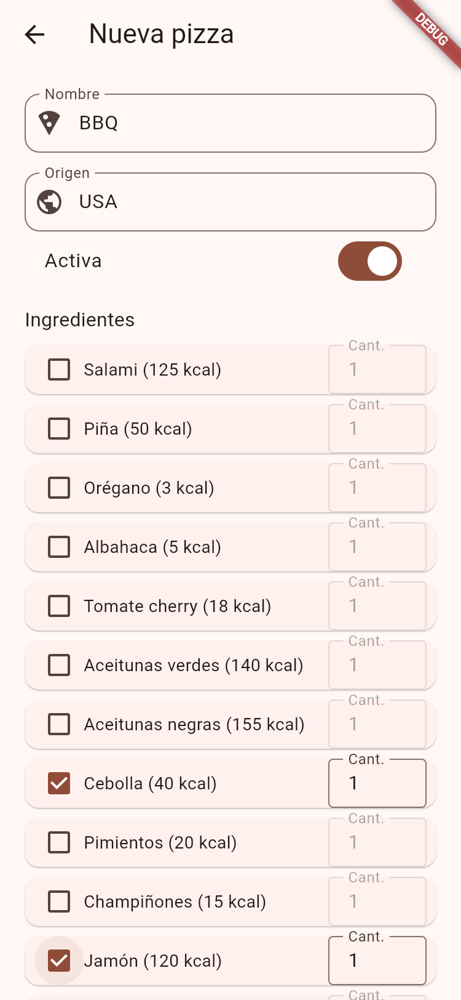 Nueva pizza
DEBUG
Nombre
BBQ
Origen
USA
Activa
Ingredientes
Cant.
Salami (125 kcal) 1
Cant.
Piña (50 kcal) 1
Cant.
Orégano (3 kcal) 1
Cant.
Albahaca (5 kcal) 1
Cant.
Tomate cherry (18 kcal) 1
Cant.
Aceitunas verdes (140 kcal) 1
Cant.
Aceitunas negras (155 kcal) 1
Cant.
Cebolla (40 kcal) 1
Cant.
Pimientos (20 kcal) 1
Cant.
Champiñones (15 kcal) 1
Cant.
Jamón (120 kcal) 1
Cant.